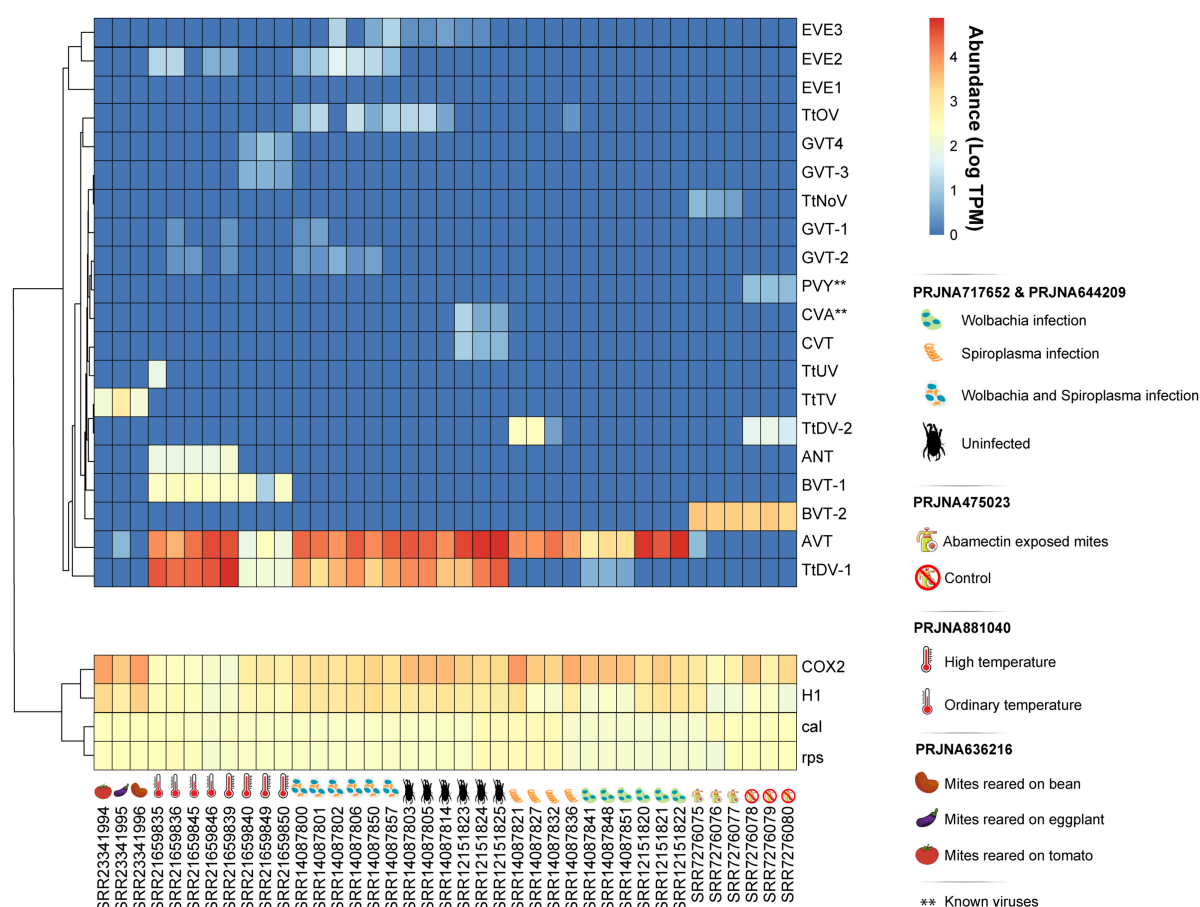 EVE3
EVE2
EVE1
TtOV
GVT4
GVT-3
TtNoV
GVT-1
GVT-2
PVY**
CVA**
CVT
TtUV
TtTV
TtDV-2
ANT
BVT-1
BVT-2
AVT
TtDV-1
COX2
H1
cal
rps
SRR23341994
SRR23341995
SRR23341996
SRR21659835
SRR21659836
SRR21659845
SRR21659846
SRR21659839
SRR21659840
SRR21659849
SRR21659850
SRR14087800
SRR14087801
SRR14087802
SRR14087806
SRR14087850
SRR14087857
SRR14087803
SRR14087805
SRR14087814
SRR12151823
SRR12151824
SRR12151825
SRR14087821
SRR14087827
SRR14087832
SRR14087836
SRR14087841
SRR14087848
SRR14087851
SRR12151820
SRR12151821
SRR12151822
SRR7276075
SRR7276076
SRR7276077
SRR7276078
SRR7276079
SRR7276080
4
3
2
1
0
Abundance (Log TPM)
PRJNA717652 & PRJNA644209
Wolbachia infection
Spiroplasma infection
Wolbachia and Spiroplasma infection
Uninfected
PRJNA475023
Abamectin exposed mites
Control
PRJNA881040
High temperature
Ordinary temperature
PRJNA636216
Mites reared on bean
Mites reared on eggplant
Mites reared on tomato
** Known viruses